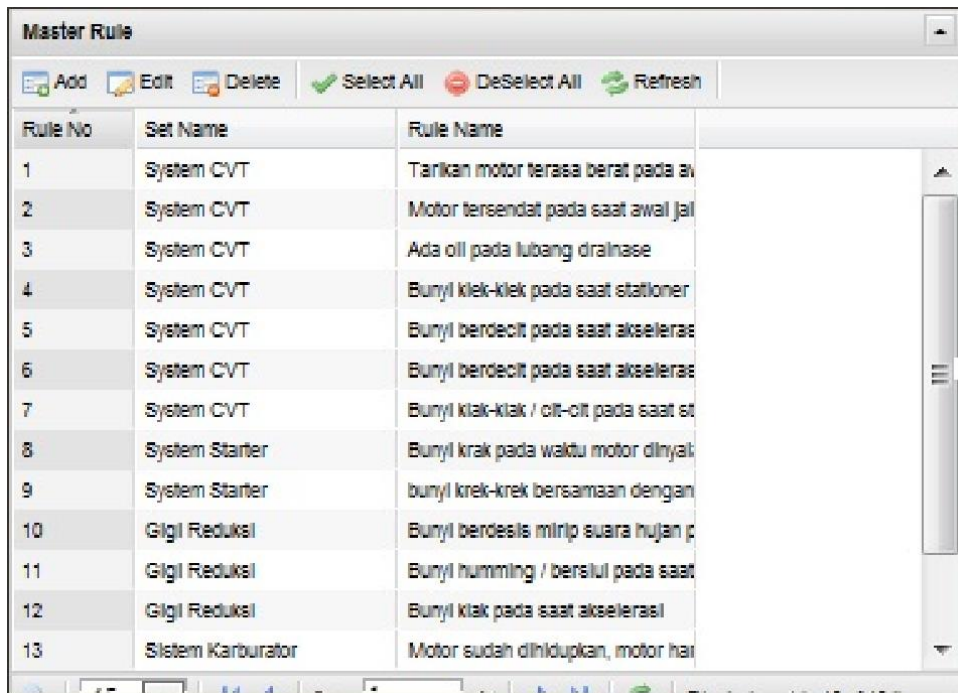 Master Rule
Add Edit Delete Select All DeSelect All Refresh
Rule No Set Name Rule Name
1 System CVT Tarikan motor terasa berat pada
2 System CVT Motor tersendat pada saat awal
3 System CVT Ada oli pada lubang drainase
4 System CVT Bunyi klek-klek pada saat stationer
5 System CVT Bunyi berdecit pada saat akseleras
6 System CVT Bunyi berdecit pada saat akseleras
7 System CVT Bunyi klak-klak / cit-cit pada saat st
8 System Starter Bunyi krak pada waktu motor
9 System Starter bunyi krek-krek bersamaan dengan
10 Gigi Reduksi Bunyi berdesis mirip suara hujan p
11 Gigi Reduksi Bunyi humming / bersiul pada saat
12 Gigi Reduksi Bunyi klak pada saat akselerasi
13 Sistem Karburator Motor sudah dihidupkan, motor har